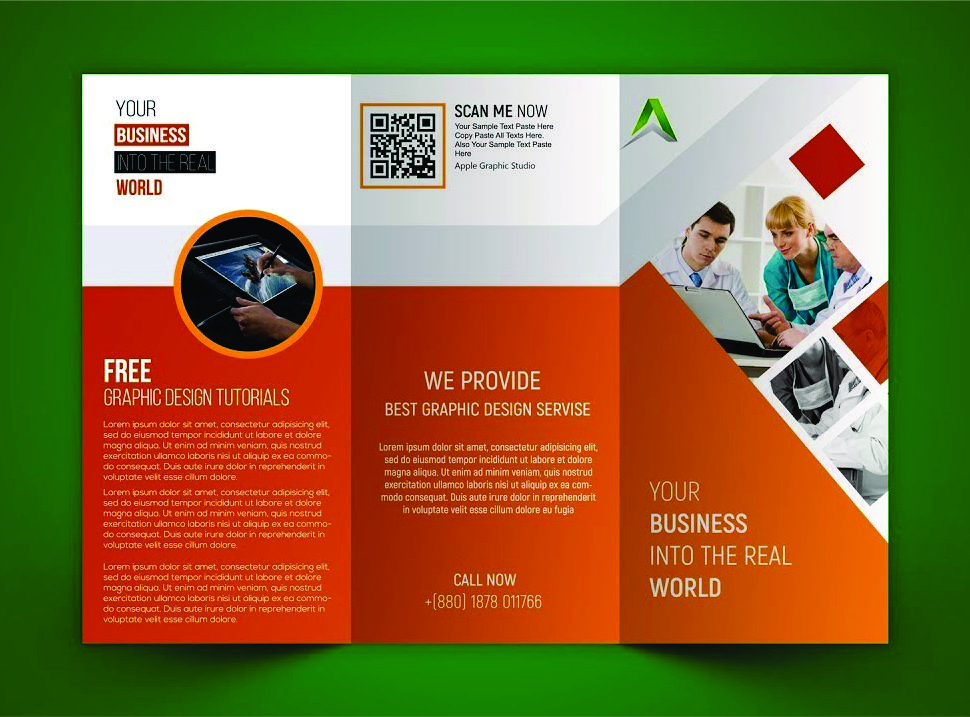 YOUR
BUSINESS
INTO THE REAL
WORLD
FREE
GRAPHIC DESIGN TUTORIALS
Lorem ipsum dolor sit amet, consectetur adipisicing elit,
sed do eiusmod tempor incididunt ut labore et dolore
magna aliqua. Ut enim ad minim veniam, quis nostrud
exercitation ullamco laboris nisi ut aliquip ex ea commo-
do consequat. Duis aute irure dolor in reprehenderit in
voluptate velit esse cillum dolore.
Lorem ipsum dolor sit amet, consectetur adipisicing elit,
sed do eiusmod tempor incididunt ut labore et dolore
magna aliqua. Ut enim ad minim veniam, quis nostrud
exercitation ullamco laboris nisi ut aliquip ex ea commo-
do consequat. Duis aute irure dolor in reprehenderit in
voluptate velit esse cillum dolore.
Lorem ipsum dolor sit amet, consectetur adipisicing elit,
sed do eiusmod tempor incididunt ut labore et dolore
magna aliqua. Ut enim ad minim veniam, quis nostrud
exercitation ullamco laboris nisi ut aliquip ex ea commo-
do consequat. Duis aute irure dolor in reprehenderit in
voluptate velit esse cillum dolore.
SCAN ME NOW
Your Sample Text Paste Here
Copy Paste All Texts Here.
Also Your Sample Text Paste
Here
Apple Graphic Studio
WE PROVIDE
BEST GRAPHIC DESIGN SERVISE
Lorem ipsum dolor sit amet, consectetur adipisicing elit,
sed do eiusmod tempor incididunt ut labore et dolore
magna aliqua. Ut enim ad minim veniam, quis nostrud
exercitation ullamco laboris nisi ut aliquip ex ea com-
modo consequat. Duis aute irure dolor in reprehenderit
in voluptate velit esse cillum dolore eu fugia
CALL NOW
+(880) 1878 011766
YOUR
BUSINESS
INTO THE REAL
WORLD